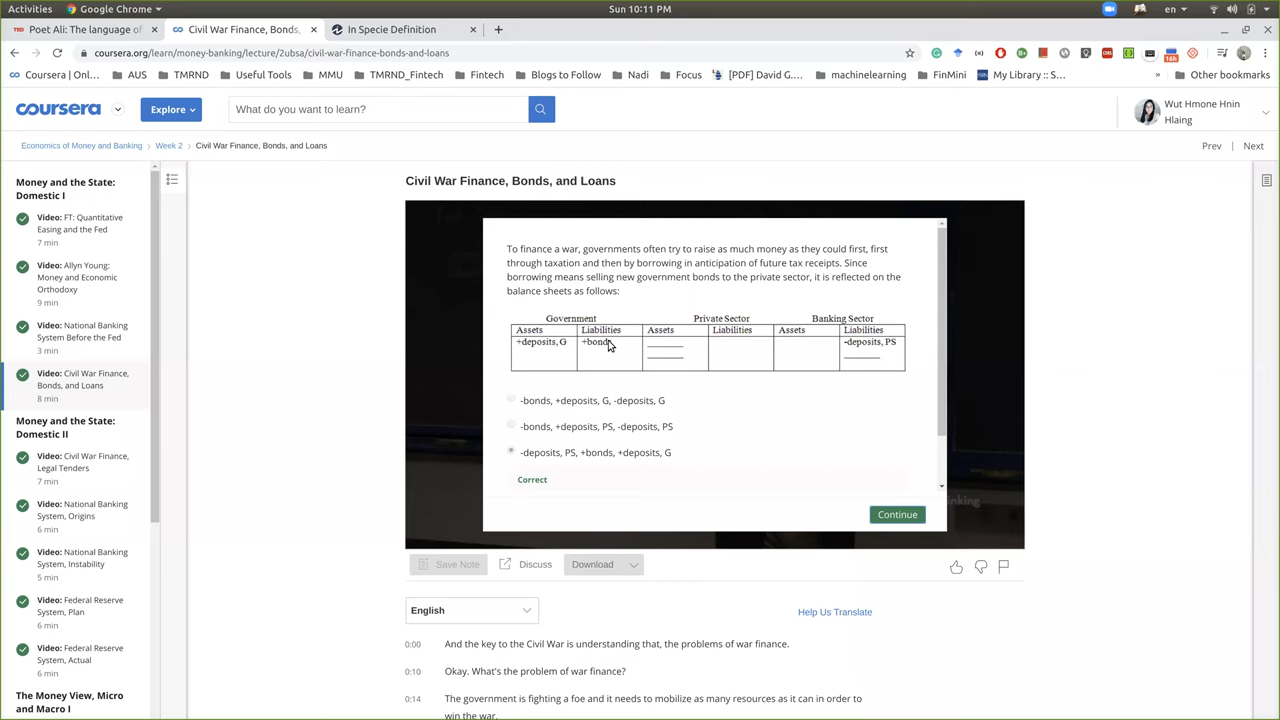 Activities
Google Chrome
Sun 10:11 PM
en
Poet Ali: The language of
Civil War Finance, Bonds,
In Specie Definition
coursera.org/learn/money-banking/lecture/2ubsa/civil-war-finance-bonds-and-loans
Coursera | Onl...
AUS
TMRND
Useful Tools
MMU
TMRND_Fintech
Fintech
Blogs to Follow
Nadi
Focus
[PDF] David G....
machinelearning
FinMini
My Library :: S...
»
Other bookmarks
coursera
Explore
What do you want to learn?
Wut Hmone Hnin
Hlaing
Economics of Money and Banking > Week 2 > Civil War Finance, Bonds, and Loans
Prev | Next
Money and the State:
Domestic I
Video: FT: Quantitative
Easing and the Fed
7 min
Video: Allyn Young:
Money and Economic
Orthodoxy
9 min
Video: National Banking
System Before the Fed
3 min
Video: Civil War Finance,
Bonds, and Loans
8 min
Money and the State:
Domestic II
Video: Civil War Finance,
Legal Tenders
7 min
Video: National Banking
System, Origins
6 min
Video: National Banking
System, Instability
5 min
Video: Federal Reserve
System, Plan
6 min
Video: Federal Reserve
System, Actual
6 min
The Money View, Micro
and Macro I
Civil War Finance, Bonds, and Loans
To finance a war, governments often try to raise as much money as they could first, first
through taxation and then by borrowing in anticipation of future tax receipts. Since
borrowing means selling new government bonds to the private sector, it is reflected on the
balance sheets as follows:
Government Private Sector Banking Sector
Assets Liabilities Assets Liabilities Assets Liabilities
+deposits, G +bonds -deposits, PS
-bonds, +deposits, G, -deposits, G
-bonds, +deposits, PS, -deposits, PS
-deposits, PS, +bonds, +deposits, G
Correct
Continue
Save Note
Discuss
Download
English
Help Us Translate
0:00 And the key to the Civil War is understanding that, the problems of war finance.
0:10 Okay. What's the problem of war finance?
0:14 The government is fighting a foe and it needs to mobilize as many resources as it can in order to
win the war.